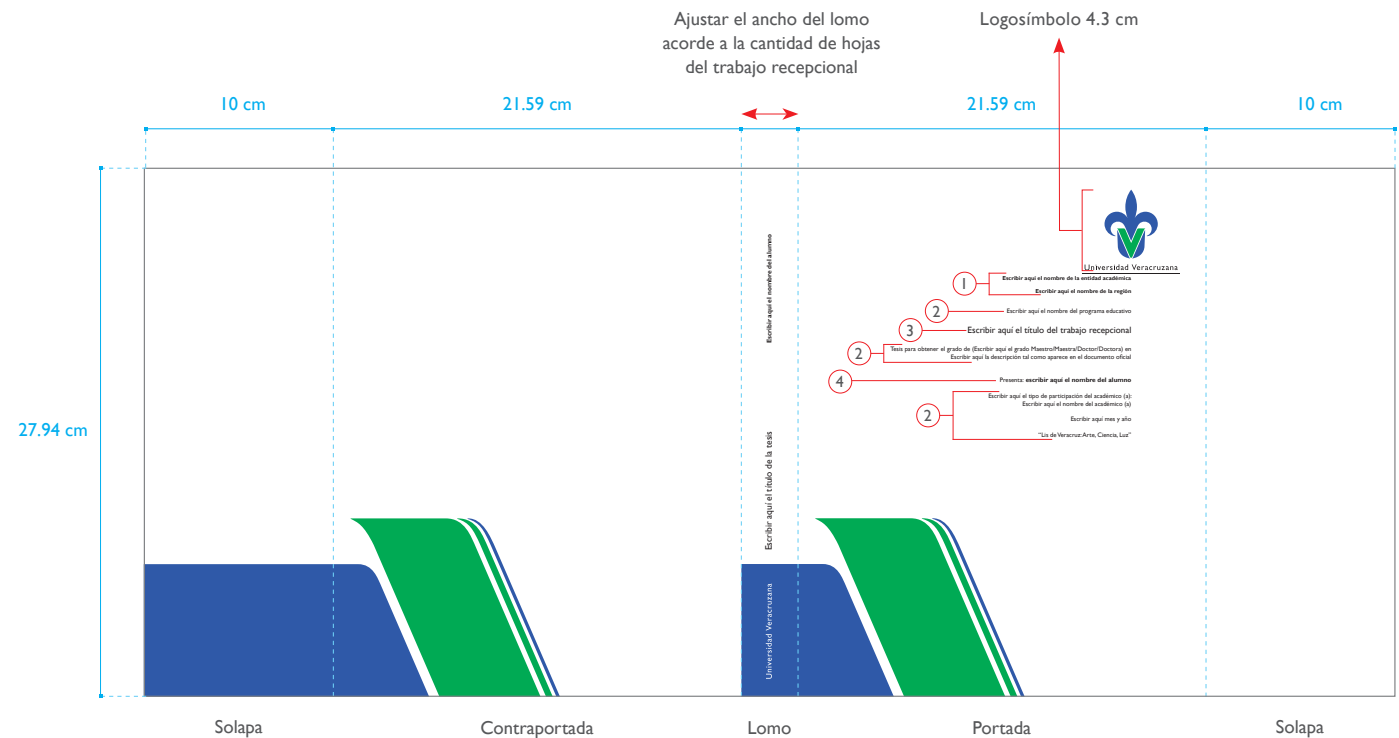 Ajustar el ancho del lomo
acorde a la cantidad de hojas
del trabajo recepcional
Logosímbolo 4.3 cm
10 cm
21.59 cm
21.59 cm
10 cm
27.94 cm
Universidad Veracruzana
1
Escribir aquí el nombre de la entidad académica
Escribir aquí el nombre de la región
2
Escribir aquí el nombre del programa educativo
3
Escribir aquí el título del trabajo recepcional
2
Tesis para obtener el grado de (Escribir aquí el grado Maestro/Maestra/Doctor/Doctora) en
Escribir aquí la descripción tal como aparece en el documento oficial
4
Presenta: escribir aquí el nombre del alumno
2
Escribir aquí el tipo de participación del académico (a):
Escribir aquí el nombre del académico (a)
Escribir aquí mes y año
"Lis de Veracruz: Arte, Ciencia, Luz"
Escribir aquí el nombre del alumno
Escribir aquí el título de la tesis
Universidad Veracruzana
Solapa
Contraportada
Lomo
Portada
Solapa